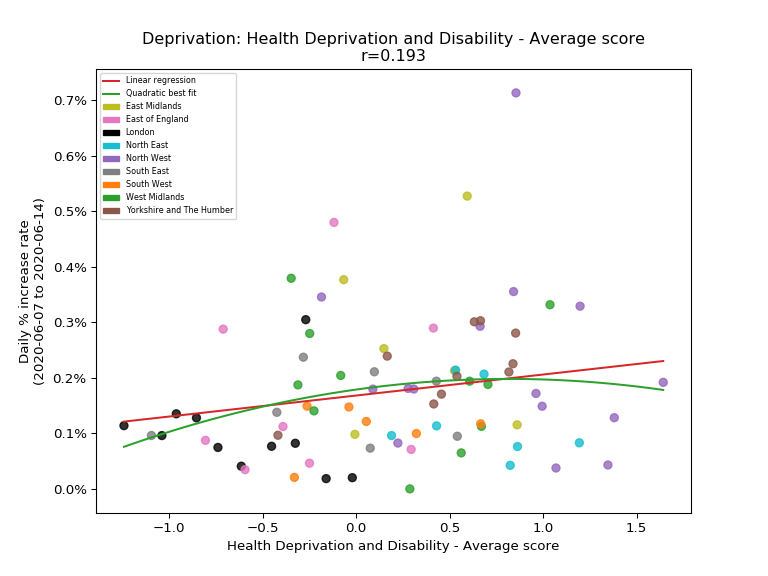 Deprivation: Health Deprivation and Disability - Average score
r=0.193
Linear regression
Quadratic best fit
East Midlands
East of England
London
North East
North West
South East
South West
West Midlands
Yorkshire and The Humber
0.7%
0.6%
0.5%
0.4%
0.3%
0.2%
0.1%
0.0%
Daily % increase rate
(2020-06-07 to 2020-06-14)
−1.0
−0.5
0.0
0.5
1.0
1.5
Health Deprivation and Disability - Average score